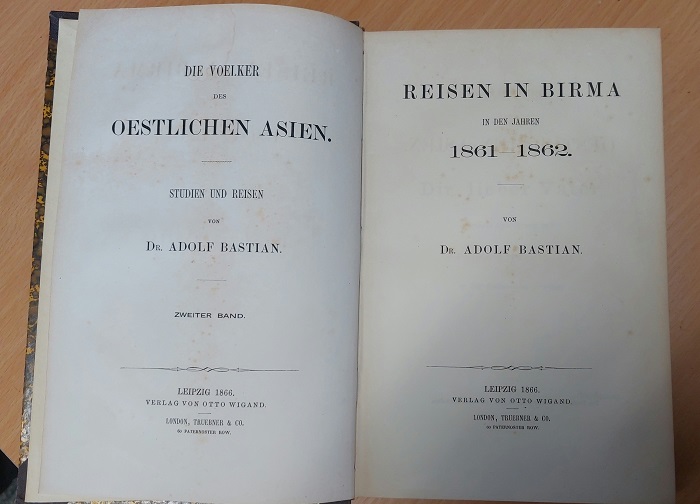 DIE VOELKER
DES
OESTLICHEN ASIEN.
STUDIEN UND REISEN
VON
DR. ADOLF BASTIAN.
ZWEITER BAND.
LEIPZIG 1866.
VERLAG VON OTTO WIGAND.
LONDON, TRUEBNER & CO.
60 PATERNOSTER ROW.
REISEN IN BIRMA
IN DEN JAHREN
1861—1862.
VON
DR. ADOLF BASTIAN.
LEIPZIG 1866.
VERLAG VON OTTO WIGAND.
LONDON, TRUEBNER & CO.
60 PATERNOSTER ROW.